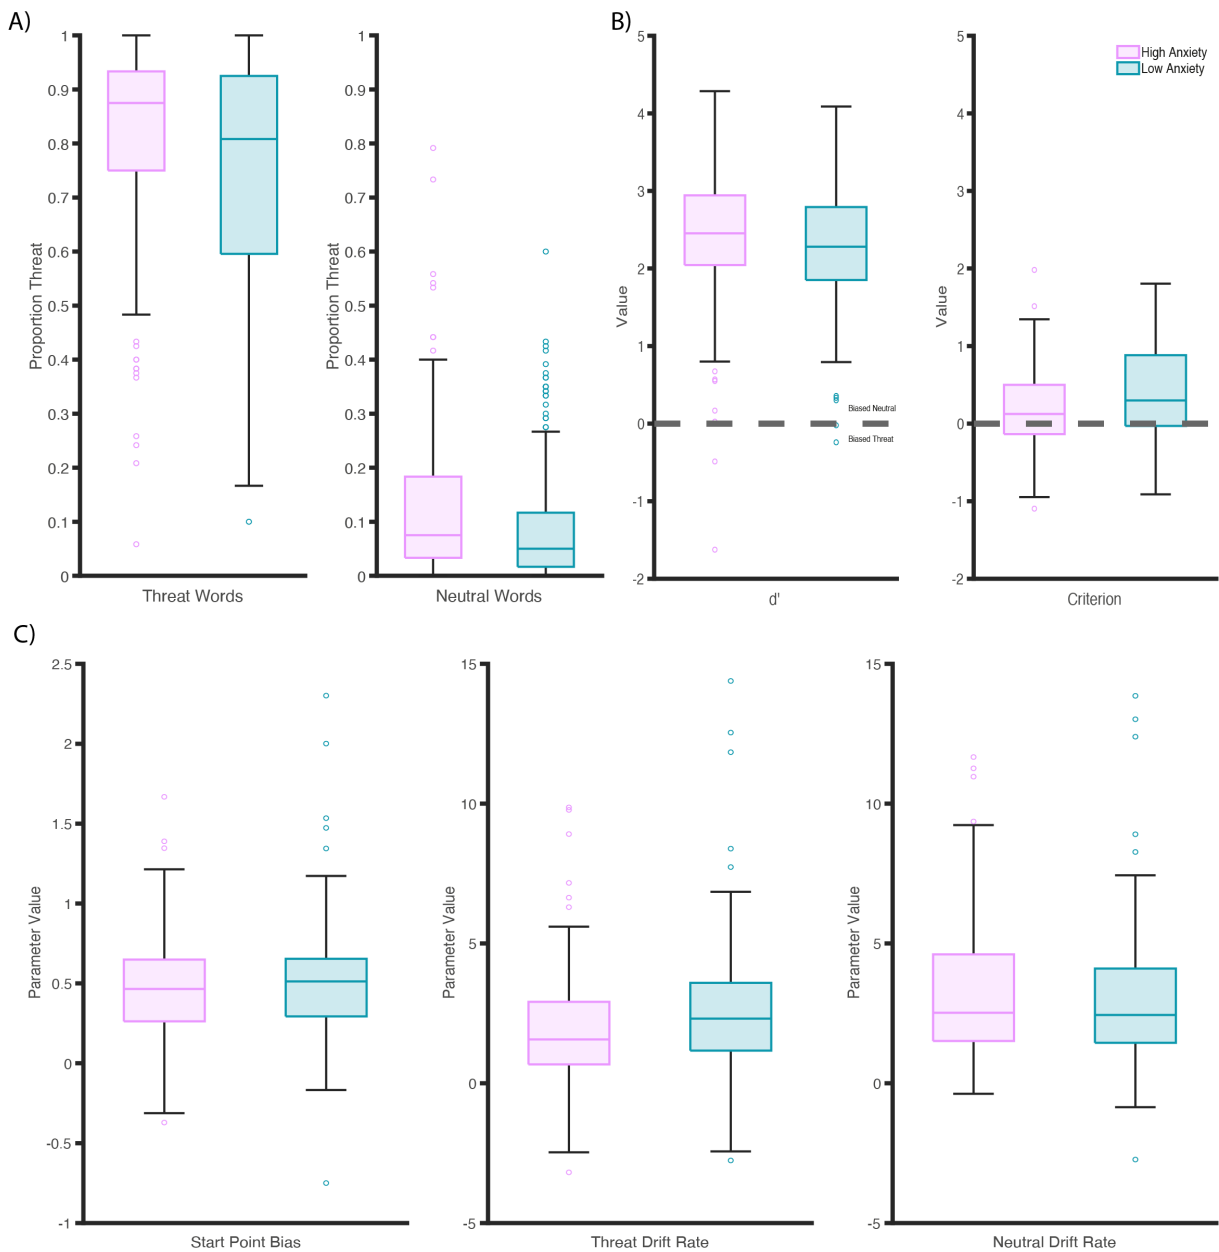 A)
1
0.9
0.8
0.7
0.6
0.5
0.4
0.3
0.2
0.1
0
Proportion Threat
Threat Words
1
0.9
0.8
0.7
0.6
0.5
0.4
0.3
0.2
0.1
0
Proportion Threat
Neutral Words
B)
5
4
3
2
1
0
-1
-2
Value
Biased Neutral
Biased Threat
d'
5
4
3
2
1
0
-1
-2
Value
High Anxiety
Low Anxiety
Criterion
C)
2.5
2
1.5
1
0.5
0
-0.5
-1
Parameter Value
Start Point Bias
15
10
5
0
-5
Parameter Value
Threat Drift Rate
15
10
5
0
-5
Parameter Value
Neutral Drift Rate